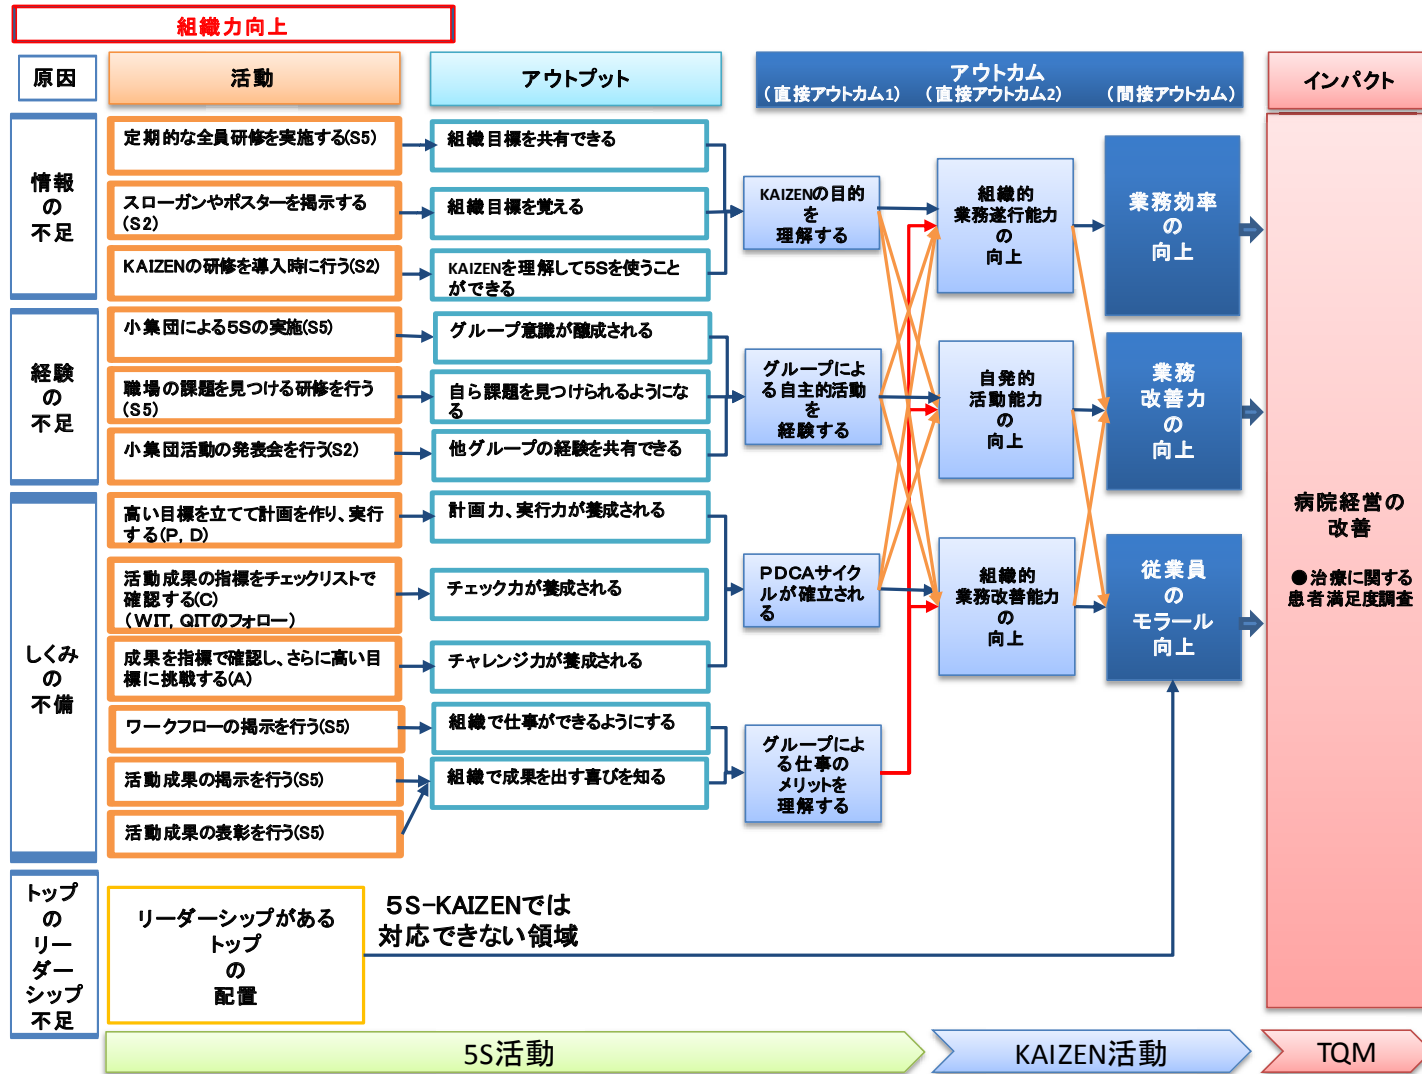 組織力向上
原因
活動
アウトプット
アウトカム
（直接アウトカム1）
（直接アウトカム2）
（間接アウトカム）
インパクト
情報
の
不足
定期的な全員研修を実施する(S5)
スローガンやポスターを掲示する
(S2)
KAIZENの研修を導入時に行う(S2)
組織目標を共有できる
組織目標を覚える
KAIZENを理解して5Sを使うこと
ができる
KAIZENの目的
を
理解する
経験
の
不足
小集団による5Sの実施(S5)
職場の課題を見つける研修を行う
(S5)
小集団活動の発表会を行う(S2)
グループ意識が醸成される
自ら課題を見つけられるようにな
る
他グループの経験を共有できる
グループによ
る自主的活動
を
経験する
しくみ
の
不備
高い目標を立てて計画を作り、実行
する(P, D)
活動成果の指標をチェックリストで
確認する(C)
（WIT, QITのフォロー）
成果を指標で確認し、さらに高い目
標に挑戦する(A)
ワークフローの掲示を行う(S5)
活動成果の掲示を行う(S5)
活動成果の表彰を行う(S5)
計画力、実行力が養成される
チェック力が養成される
チャレンジ力が養成される
組織で仕事ができるようにする
組織で成果を出す喜びを知る
PDCAサイク
ルが確立され
る
グループによ
る仕事の
メリットを
理解する
組織的
業務遂行能力
の
向上
自発的
活動能力
の
向上
組織的
業務改善能力
の
向上
業務効率
の
向上
業務
改善力
の
向上
従業員
の
モラール
向上
病院経営の
改善
●治療に関する
患者満足度調査
トップ
の
リー
ダー
シップ
不足
リーダーシップがある
トップ
の
配置
5S-KAIZENでは
対応できない領域
5S活動
KAIZEN活動
TQM